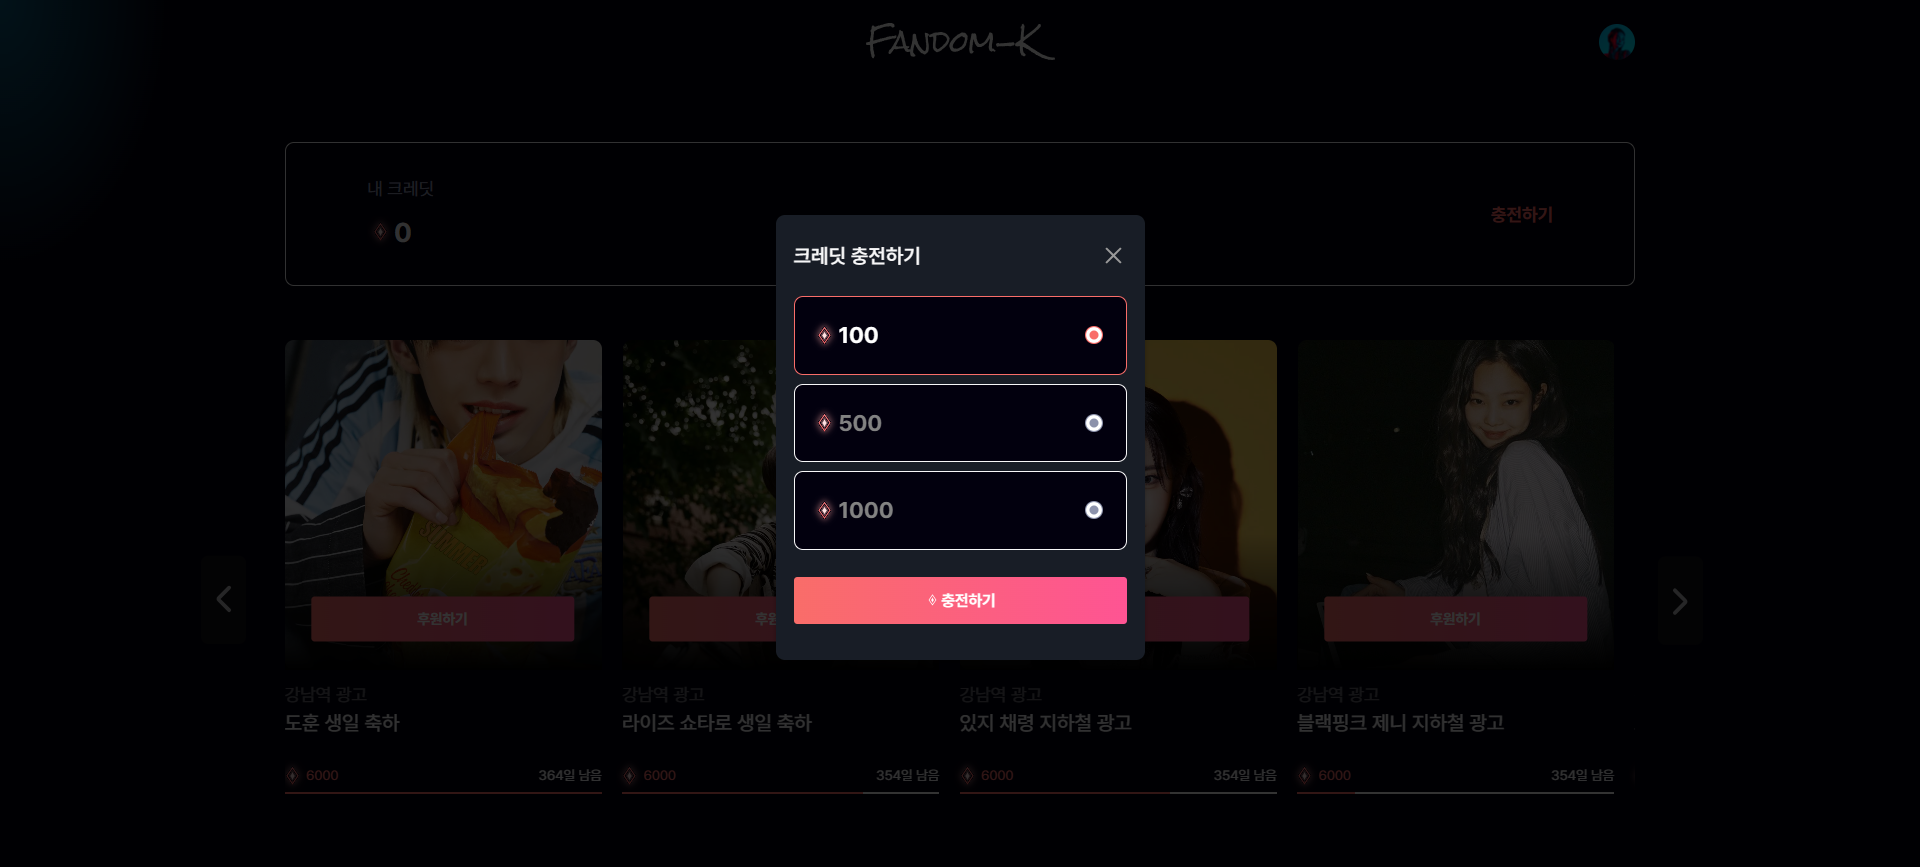 Fandom-K
내 크레딧
0
충전하기
크레딧 충전하기
100
500
1000
충전하기
후원하기
후원
후원하기
강남역 광고
도훈 생일 축하
6000
364일 남음
강남역 광고
라이즈 쇼타로 생일 축하
6000
354일 남음
강남역 광고
있지 채령 지하철 광고
6000
354일 남음
강남역 광고
블랙핑크 제니 지하철 광고
6000
354일 남음